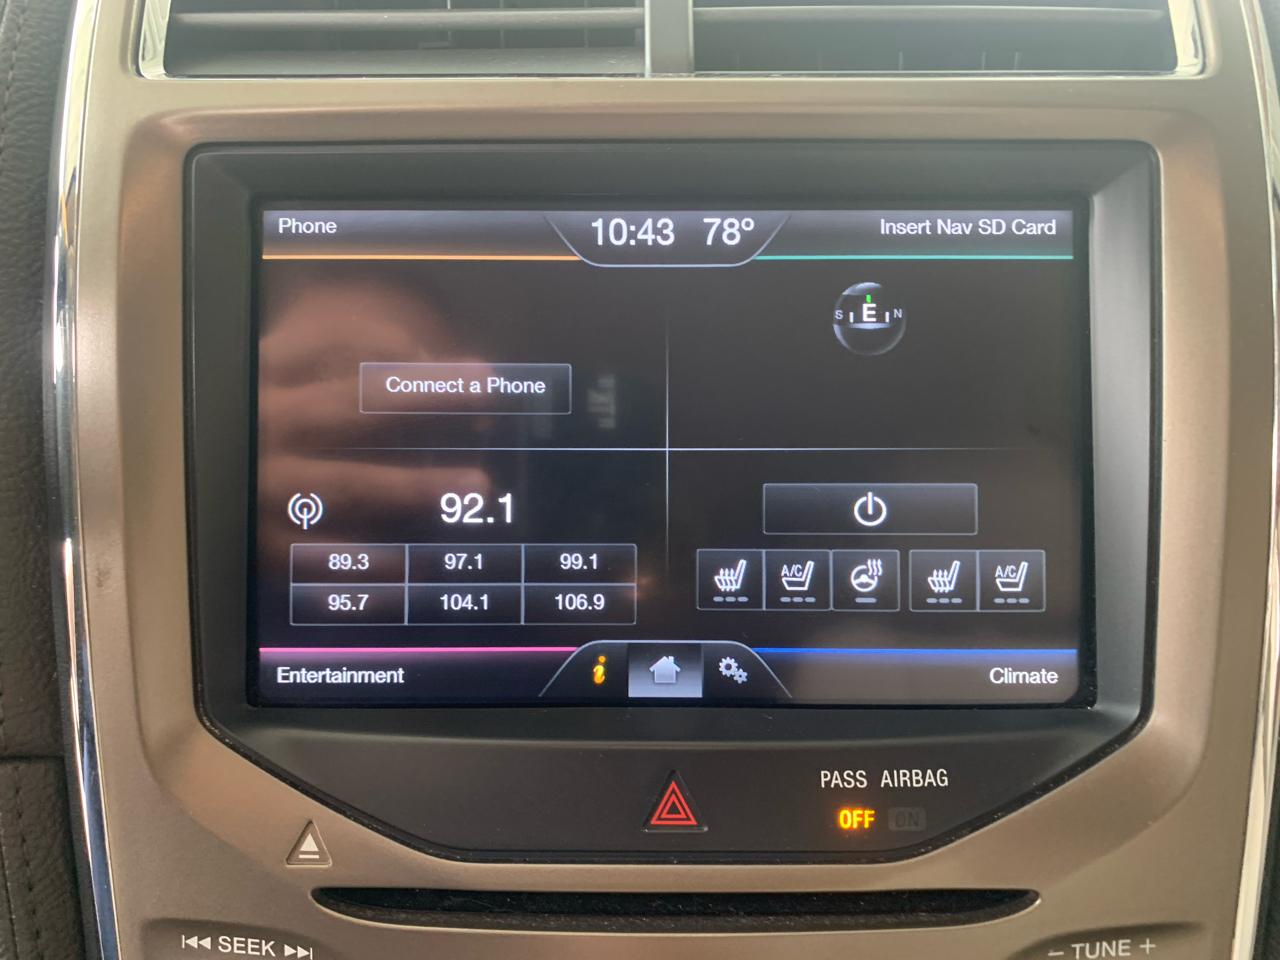 Phone
10:43 78º
Insert Nav SD Card
S E N
Connect a Phone
92.1
89.3 97.1 99.1
95.7 104.1 106.9
A/C A/C
Entertainment
i
Climate
PASS AIRBAG
OFF ON
SEEK
– TUNE +